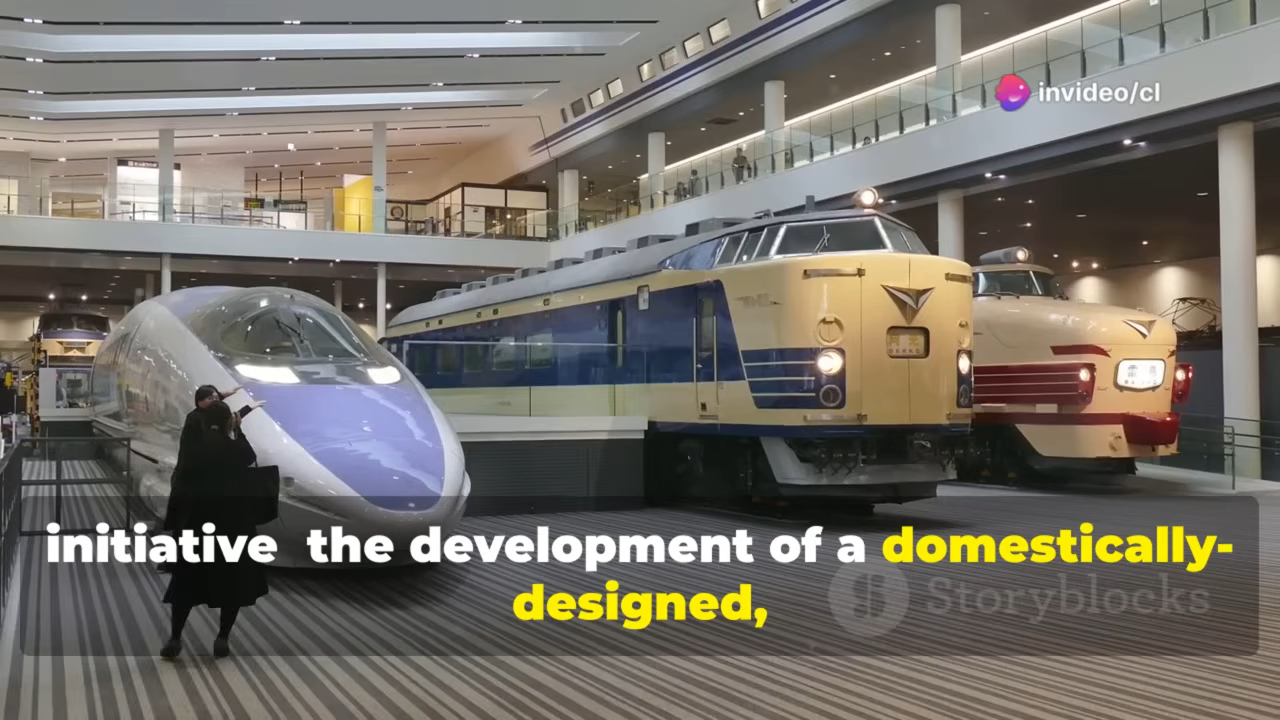 invideo/cl
initiative  the development of a domestically-
designed,
Storyblocks